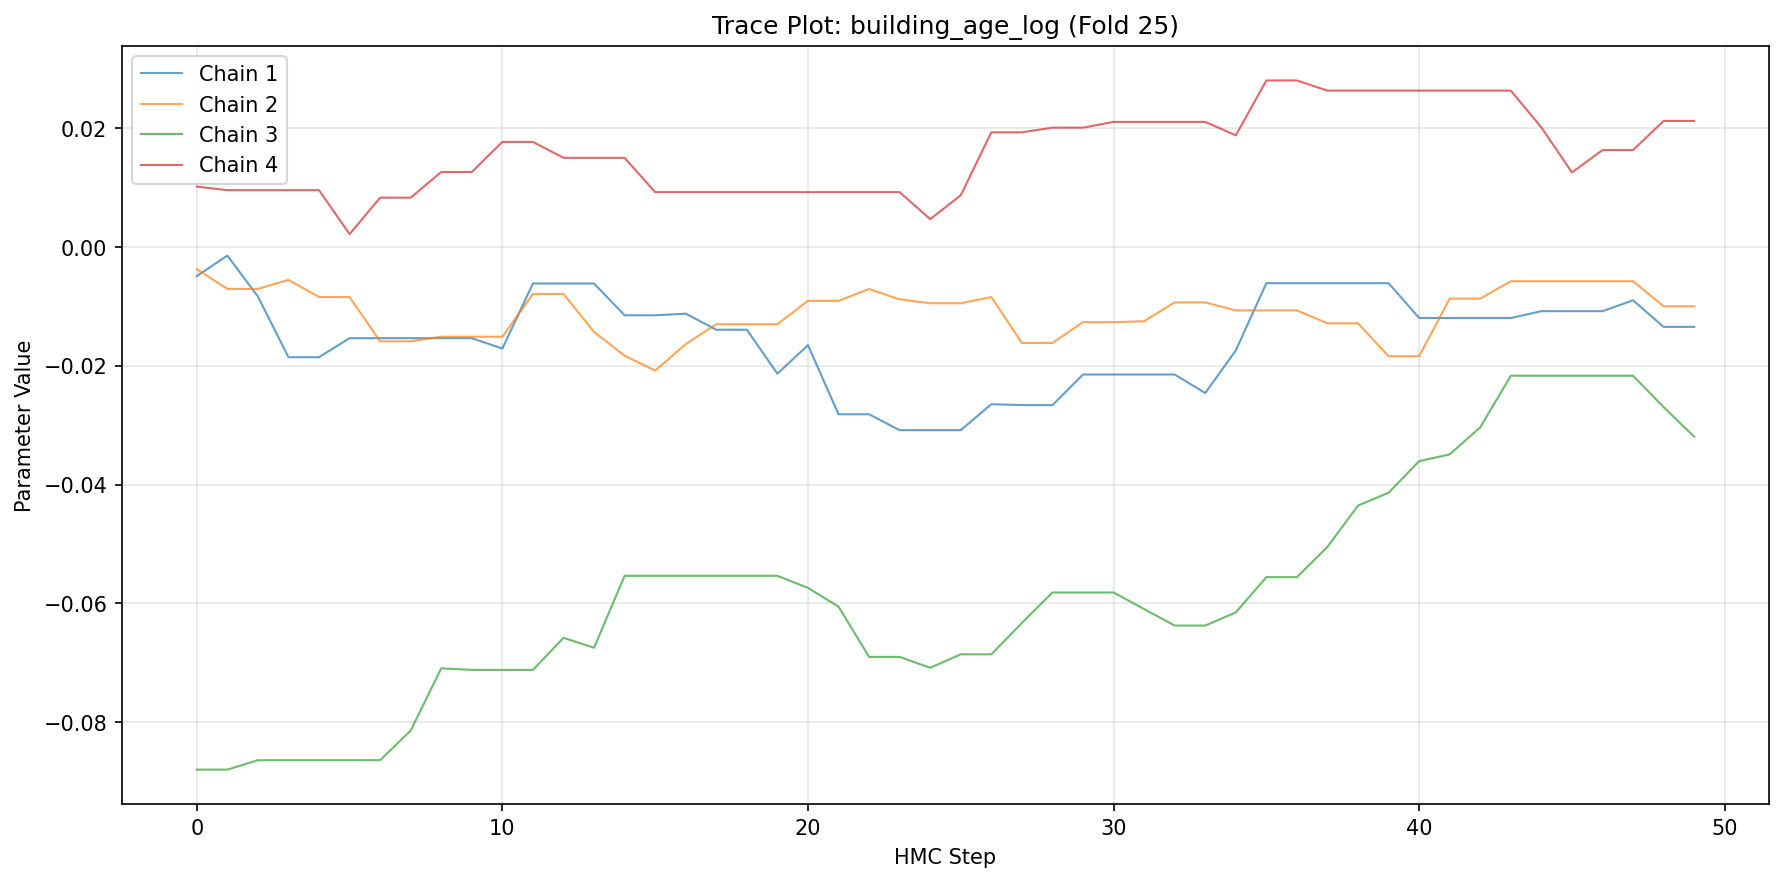 Trace Plot: building_age_log (Fold 25)
Chain 1
Chain 2
Chain 3
Chain 4
0.02
0.00
−0.02
−0.04
−0.06
−0.08
Parameter Value
0 10 20 30 40 50
HMC Step